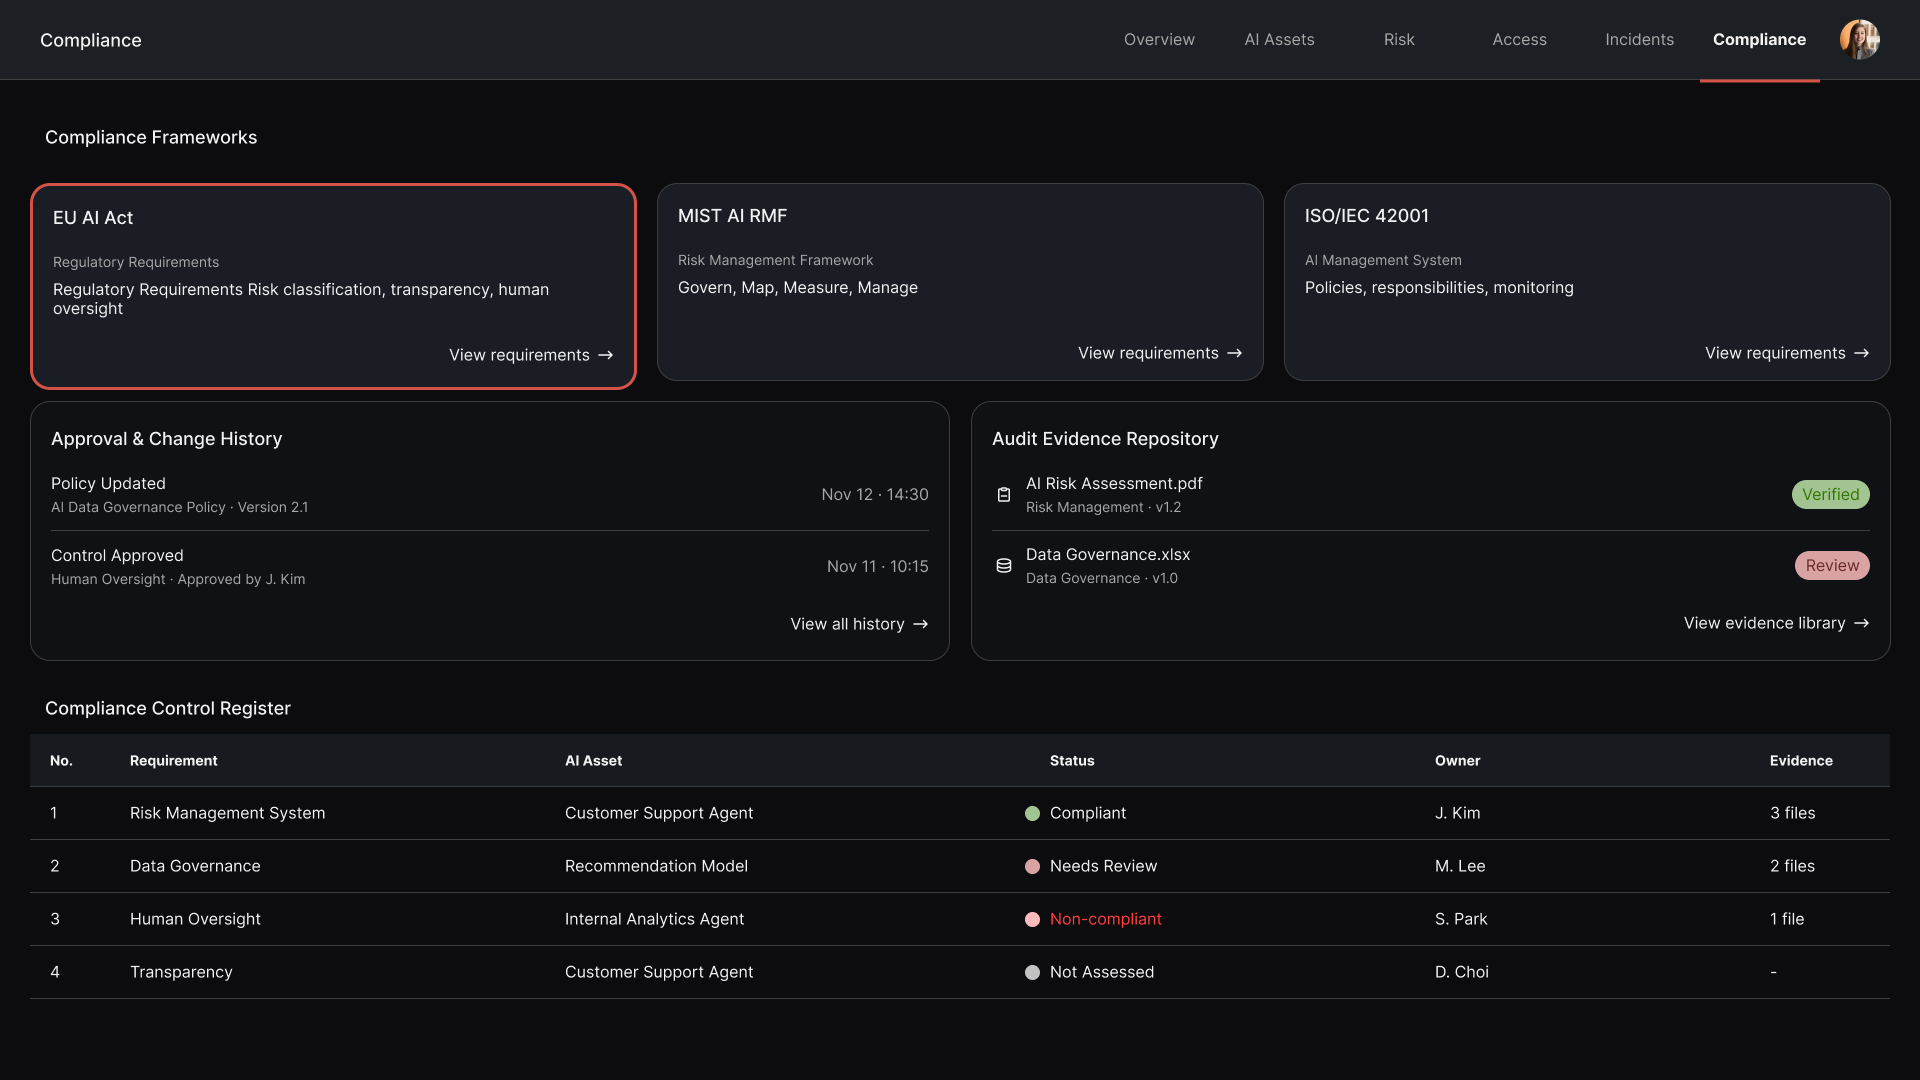 Compliance
Overview
AI Assets
Risk
Access
Incidents
Compliance
Compliance Frameworks
EU AI Act
Regulatory Requirements
Regulatory Requirements Risk classification, transparency, human
oversight
View requirements →
MIST AI RMF
Risk Management Framework
Govern, Map, Measure, Manage
View requirements →
ISO/IEC 42001
AI Management System
Policies, responsibilities, monitoring
View requirements →
Approval & Change History
Policy Updated
AI Data Governance Policy · Version 2.1
Nov 12 · 14:30
Control Approved
Human Oversight · Approved by J. Kim
Nov 11 · 10:15
View all history →
Audit Evidence Repository
AI Risk Assessment.pdf
Risk Management · v1.2
Verified
Data Governance.xlsx
Data Governance · v1.0
Review
View evidence library →
Compliance Control Register
No. Requirement AI Asset Status Owner Evidence
1 Risk Management System Customer Support Agent Compliant J. Kim 3 files
2 Data Governance Recommendation Model Needs Review M. Lee 2 files
3 Human Oversight Internal Analytics Agent Non-compliant S. Park 1 file
4 Transparency Customer Support Agent Not Assessed D. Choi -